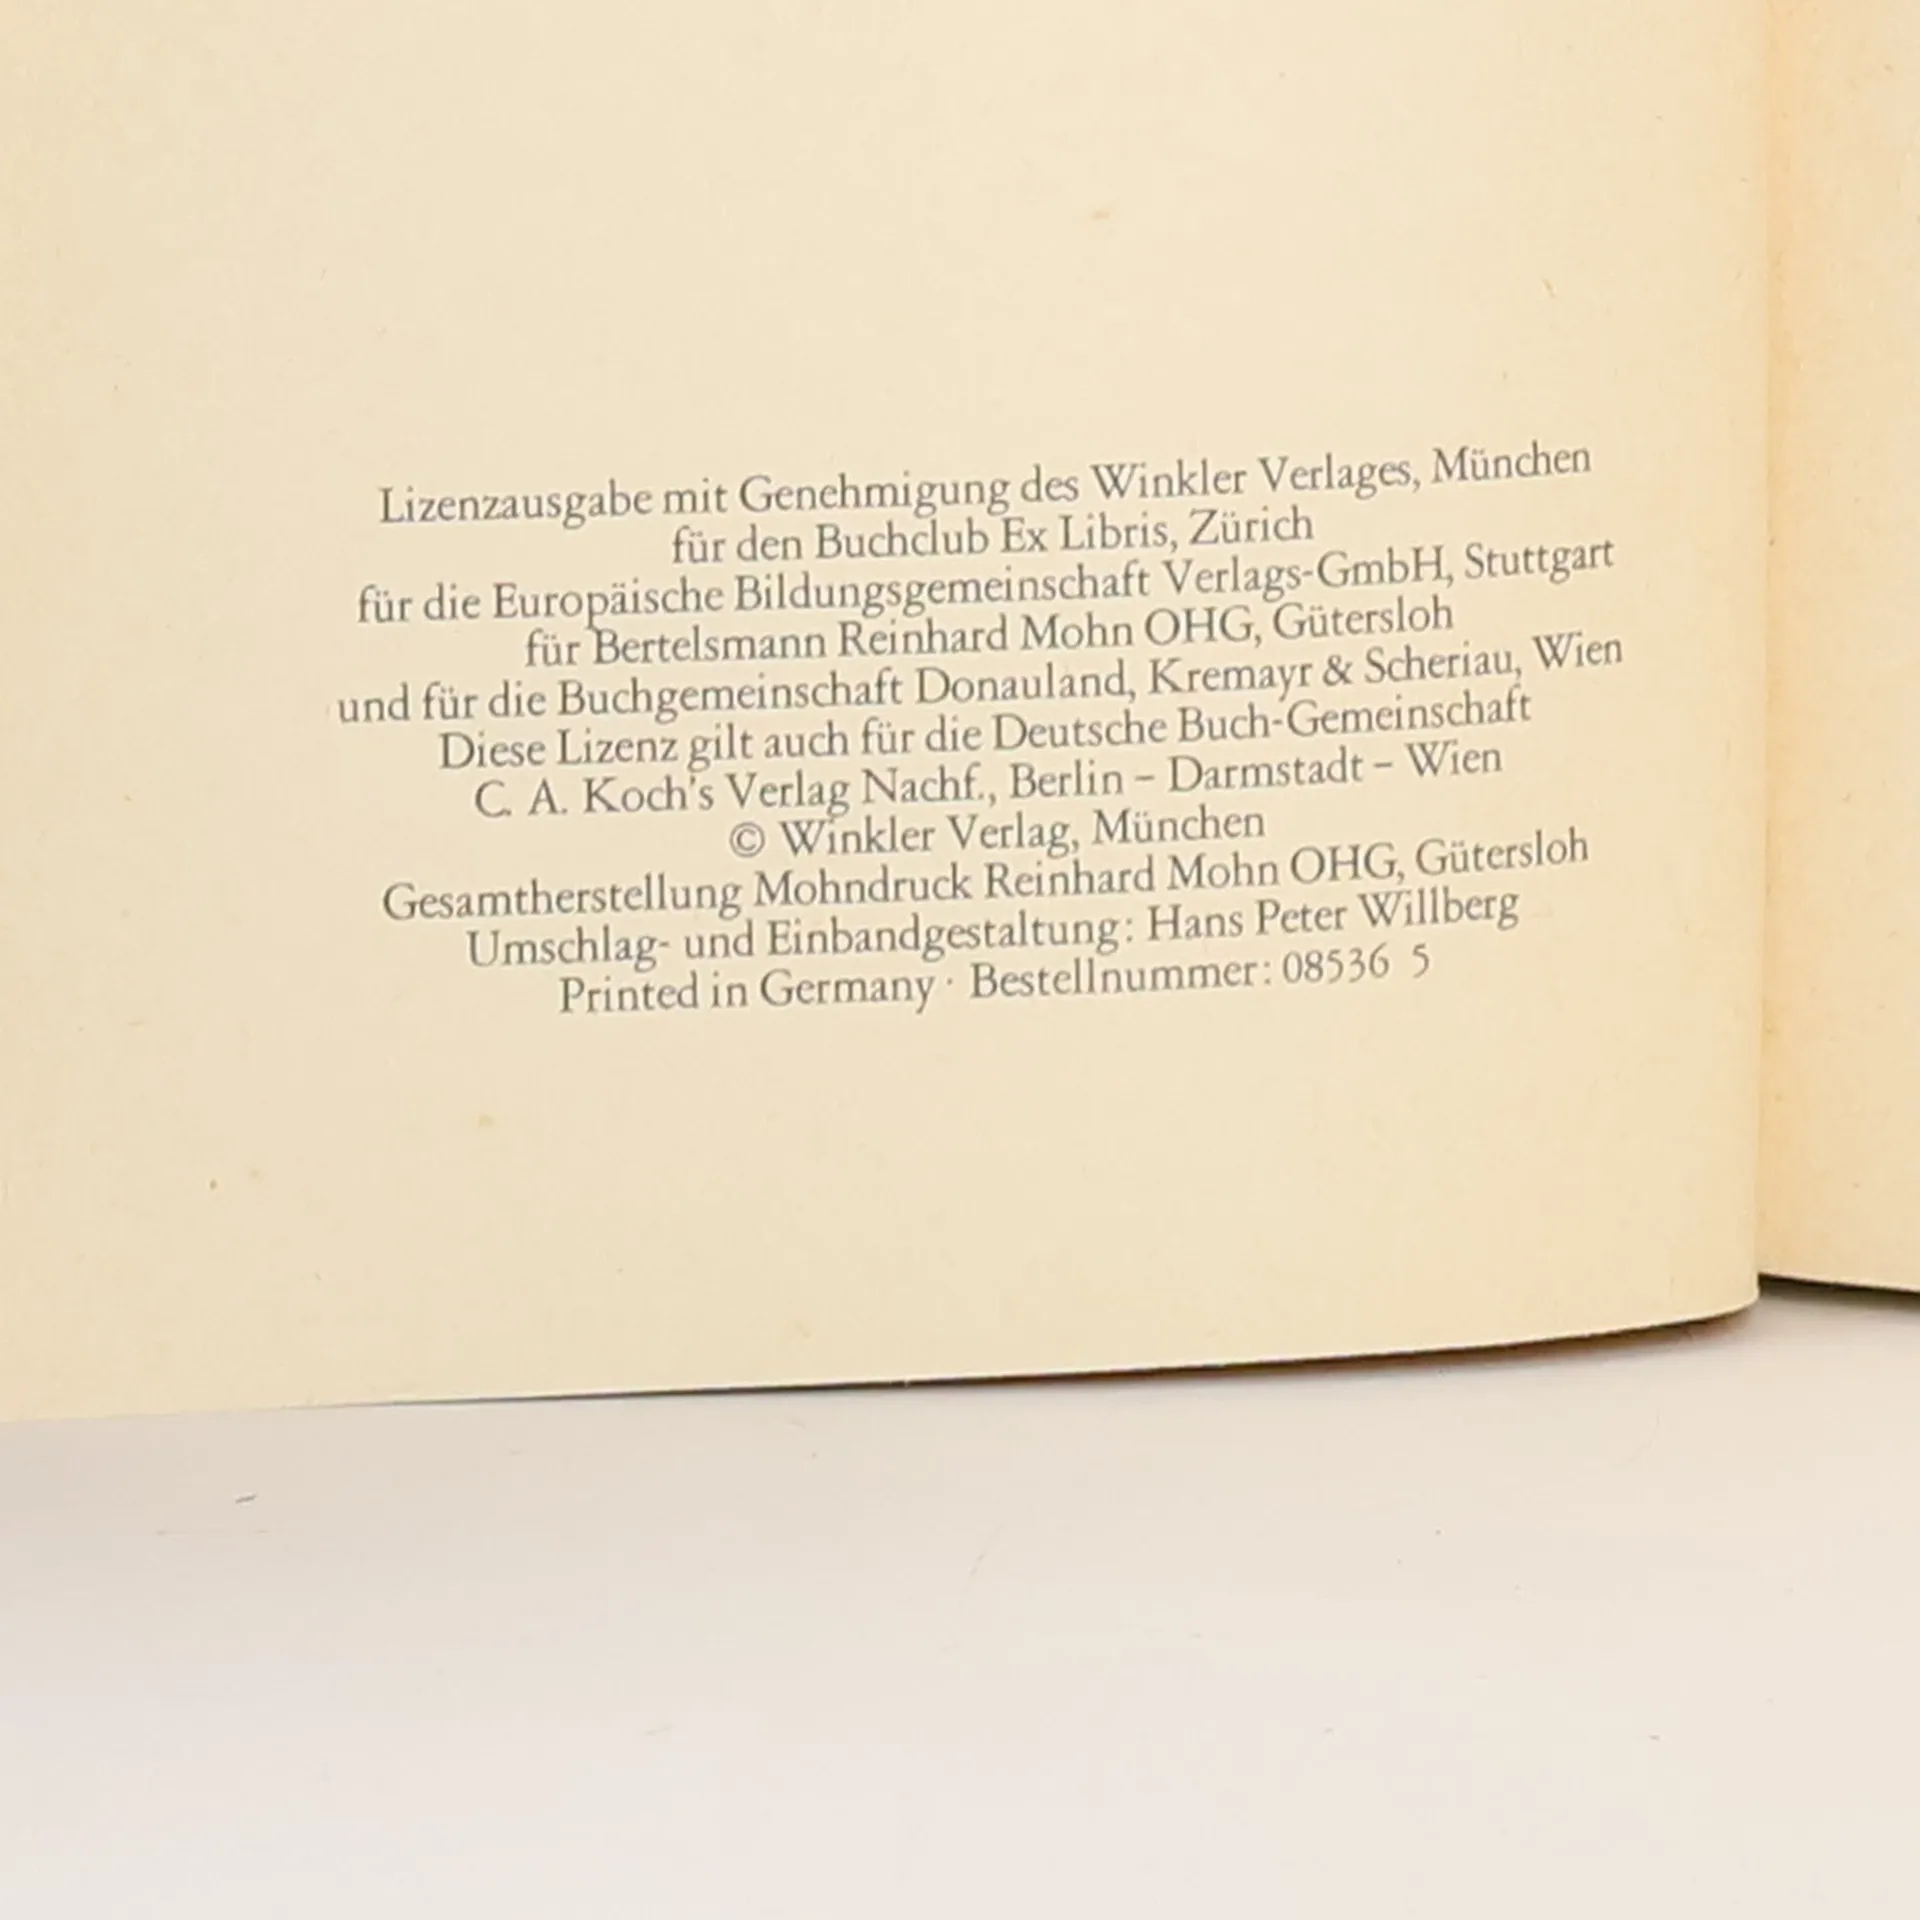 Lizenzausgabe mit Genehmigung des Winkler Verlages, München
für den Buchclub Ex Libris, Zürich
für die Europäische Bildungsgemeinschaft Verlags-GmbH, Stuttgart
für Bertelsmann Reinhard Mohn OHG, Gütersloh
und für die Buchgemeinschaft Donauland, Kremayr & Scheriau, Wien
Diese Lizenz gilt auch für die Deutsche Buch-Gemeinschaft
C. A. Koch's Verlag Nachf., Berlin – Darmstadt – Wien
© Winkler Verlag, München
Gesamtherstellung Mohndruck Reinhard Mohn OHG, Gütersloh
Umschlag- und Einbandgestaltung: Hans Peter Willberg
Printed in Germany · Bestellnummer: 08536 5